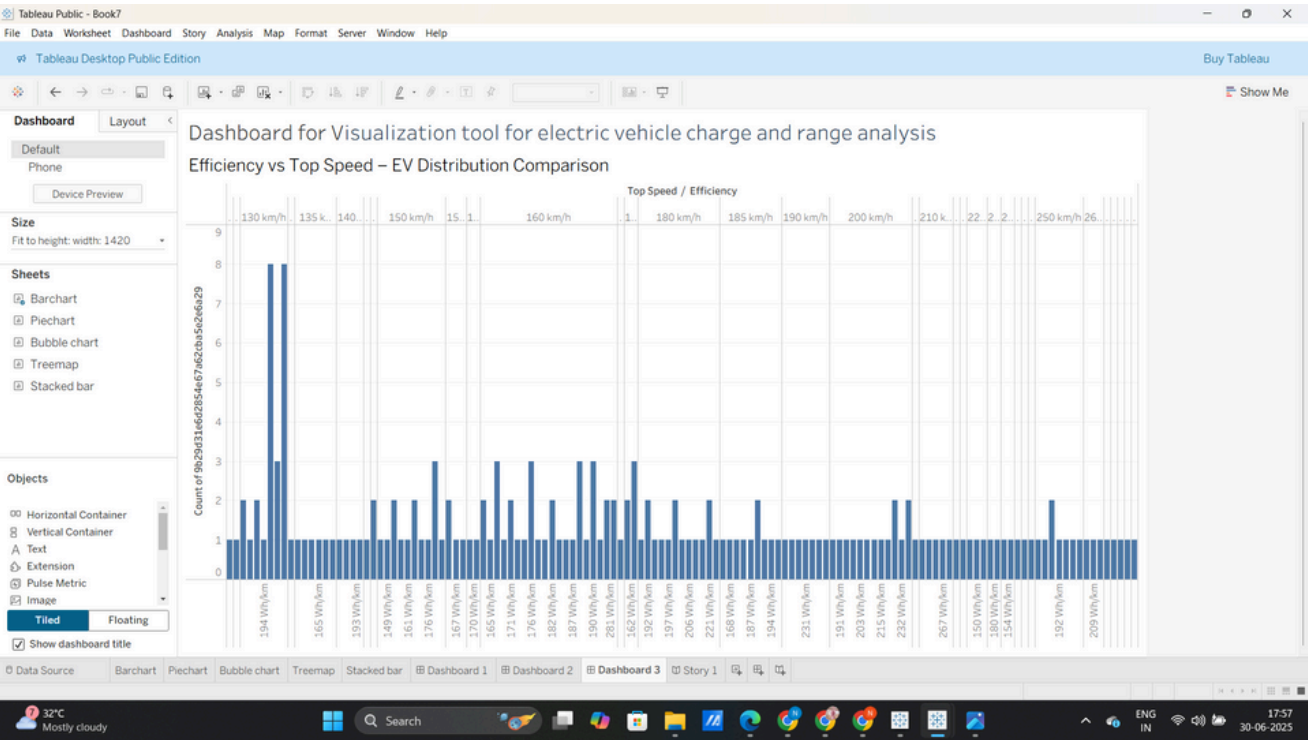 Tableau Public - Book7
File Data Worksheet Dashboard Story Analysis Map Format Server Window Help
Tableau Desktop Public Edition
Buy Tableau
Show Me
Dashboard Layout
Default
Phone
Device Preview
Size
Fit to height: width: 1420
Sheets
Barchart
Piechart
Bubble chart
Treemap
Stacked bar
Objects
Horizontal Container
Vertical Container
Text
Extension
Pulse Metric
Image
Tiled Floating
Show dashboard title
Dashboard for Visualization tool for electric vehicle charge and range analysis
Efficiency vs Top Speed – EV Distribution Comparison
Top Speed / Efficiency
.. 130 km/h .. 135 k.. 140... .. 150 km/h 15.. 1.. 160 km/h .. 1.. 180 km/h 185 km/h 190 km/h 200 km/h 210 k.. .. 22.. 2.. 2.. 250 km/h 26..
Count of 9b29d31e6d2854e67a62cba5e2e6a29
9
8
7
6
5
4
3
2
1
0
194 Wh/km
165 Wh/km
193 Wh/km
149 Wh/km
161 Wh/km
176 Wh/km
167 Wh/km
170 Wh/km
165 Wh/km
171 Wh/km
176 Wh/km
182 Wh/km
187 Wh/km
190 Wh/km
281 Wh/km
162 Wh/km
192 Wh/km
197 Wh/km
206 Wh/km
221 Wh/km
168 Wh/km
187 Wh/km
194 Wh/km
231 Wh/km
191 Wh/km
203 Wh/km
215 Wh/km
232 Wh/km
267 Wh/km
150 Wh/km
180 Wh/km
154 Wh/km
192 Wh/km
209 Wh/km
Data Source Barchart Piechart Bubble chart Treemap Stacked bar Dashboard 1 Dashboard 2 Dashboard 3 Story 1
7
32°C
Mostly cloudy
Search
ENG
IN
17:57
30-06-2025